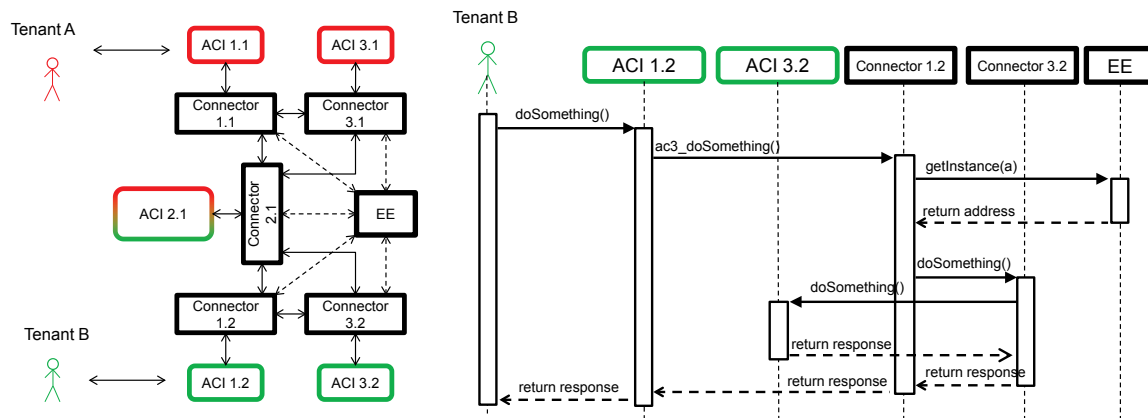 Tenant A
ACI 1.1
ACI 3.1
Connector
1.1
Connector
3.1
ACI 2.1
Connector
2.1
EE
Connector
1.2
Connector
3.2
Tenant B
ACI 1.2
ACI 3.2
Tenant B
ACI 1.2
ACI 3.2
Connector 1.2
Connector 3.2
EE
doSomething()
ac3_doSomething()
getInstance(a)
return address
doSomething()
doSomething()
return response
return response
return response
return response